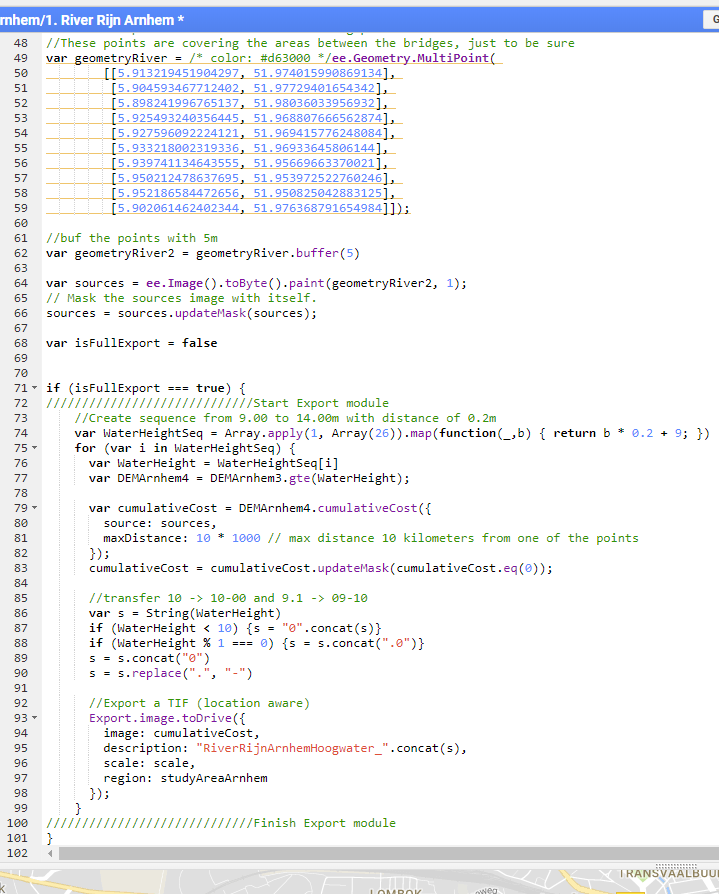 rnhem/1. River Rijn Arnhem *
48 //These points are covering the areas between the bridges, just to be sure
49 var geometryRiver = /* color: #d63000 */ee.Geometry.MultiPoint(
50 [[5.913219451904297, 51.974015990869134],
51 [5.904593467712402, 51.97729401654342],
52 [5.898241996765137, 51.98036033956932],
53 [5.925493240356445, 51.968807666562874],
54 [5.927596092224121, 51.969415776248084],
55 [5.933218002319336, 51.96933645806144],
56 [5.939741134643555, 51.95669663370021],
57 [5.950212478637695, 51.953972522760246],
58 [5.952186584472656, 51.950825042883125],
59 [5.902061462402344, 51.976368791654984]]);
60
61 //buf the points with 5m
62 var geometryRiver2 = geometryRiver.buffer(5)
63
64 var sources = ee.Image().toByte().paint(geometryRiver2, 1);
65 // Mask the sources image with itself.
66 sources = sources.updateMask(sources);
67
68 var isFullExport = false
69
70
71 if (isFullExport === true) {
72 /////////////////////////////Start Export module
73 //Create sequence from 9.00 to 14.00m with distance of 0.2m
74 var WaterHeightSeq = Array.apply(1, Array(26)).map(function(_,b) { return b * 0.2 + 9; })
75 for (var i in WaterHeightSeq) {
76 var WaterHeight = WaterHeightSeq[i]
77 var DEMArnhem4 = DEMArnhem3.gte(WaterHeight);
78
79 var cumulativeCost = DEMArnhem4.cumulativeCost({
80 source: sources,
81 maxDistance: 10 * 1000 // max distance 10 kilometers from one of the points
82 });
83 cumulativeCost = cumulativeCost.updateMask(cumulativeCost.eq(0));
84
85 //transfer 10 -> 10-00 and 9.1 -> 09-10
86 var s = String(WaterHeight)
87 if (WaterHeight < 10) {s = "0".concat(s)}
88 if (WaterHeight % 1 === 0) {s = s.concat(".0")}
89 s = s.concat("0")
90 s = s.replace(".", "-")
91
92 //Export a TIF (location aware)
93 Export.image.toDrive({
94 image: cumulativeCost,
95 description: "RiverRijnArnhemHoogwater_".concat(s),
96 scale: scale,
97 region: studyAreaArnhem
98 });
99 }
100 /////////////////////////////Finish Export module
101 }
102
TRANSVAALBUU
LOMBOK